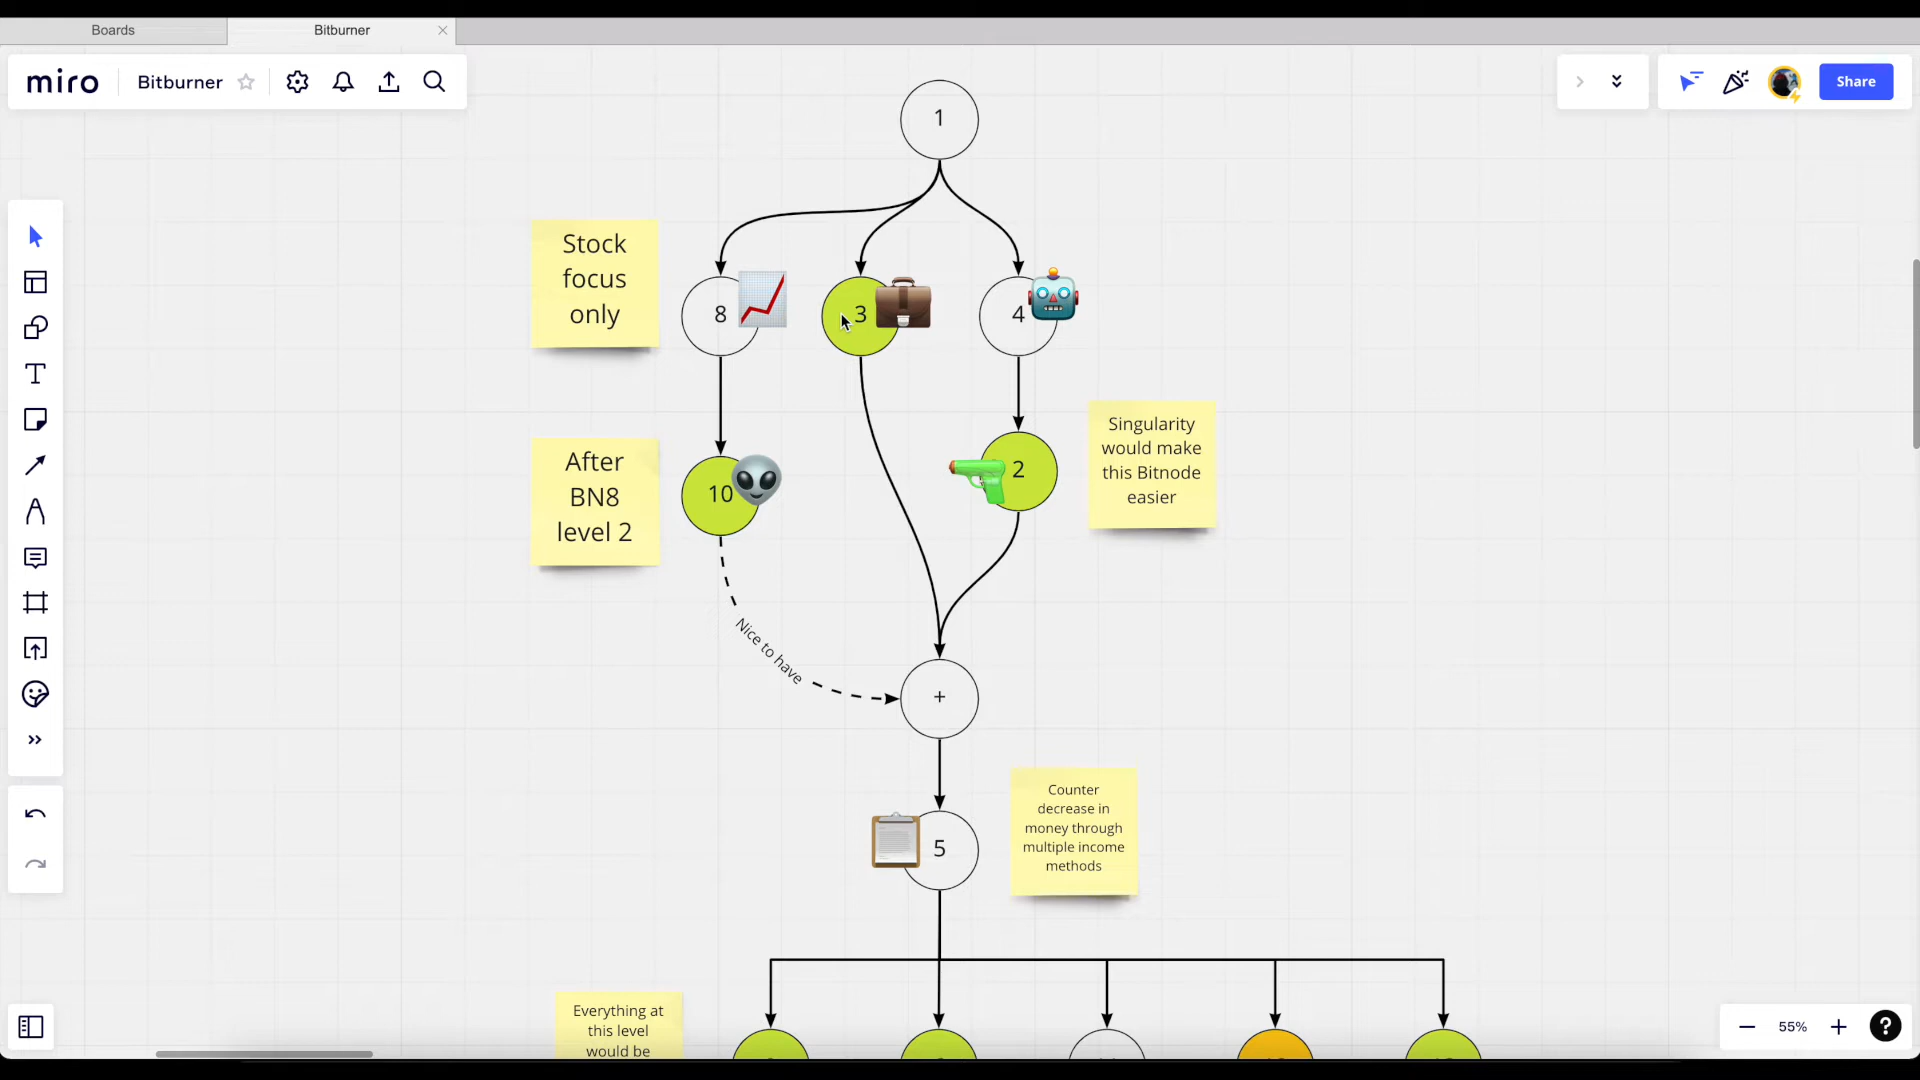 Boards
Bitburner
miro
Bitburner
Share
1
Stock
focus
only
8
3
4
Singularity
would make
this Bitnode
easier
After
BN8
level 2
10
2
Nice to have
+
Counter
decrease in
money through
multiple income
methods
5
Everything at
this level
would be
55%
?